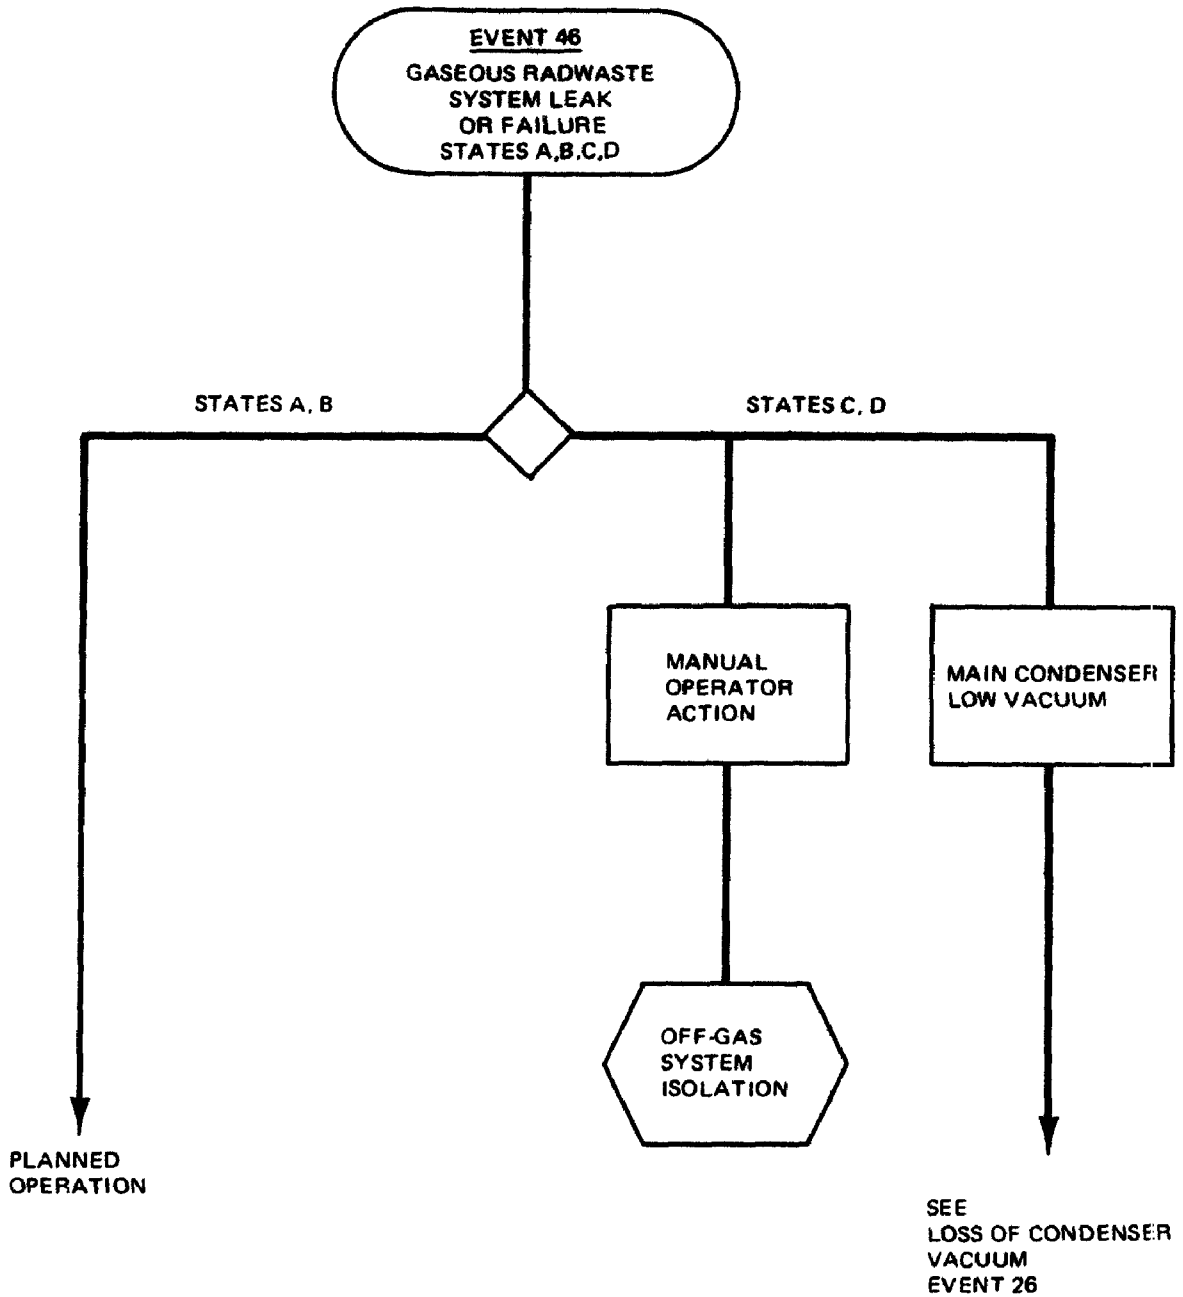 EVENT 46
GASEOUS RADWASTE
SYSTEM LEAK
OR FAILURE
STATES A,B,C,D
STATES A, B
STATES C, D
MANUAL
OPERATOR
ACTION
MAIN CONDENSER
LOW VACUUM
OFF-GAS
SYSTEM
ISOLATION
PLANNED
OPERATION
SEE
LOSS OF CONDENSER
VACUUM
EVENT 26